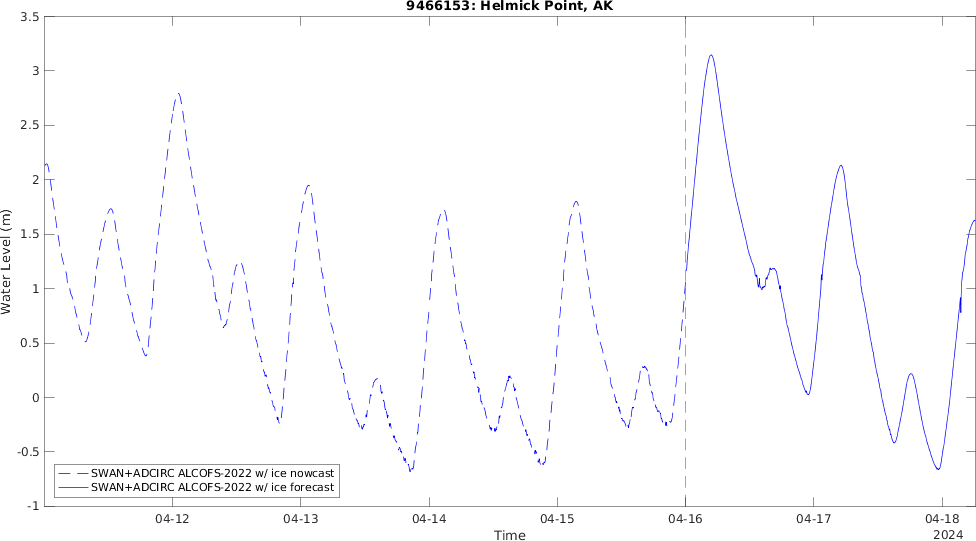 9466153: Helmick Point, AK
3.5
3
2.5
2
1.5
1
0.5
0
-0.5
-1
Water Level (m)
SWAN+ADCIRC ALCOFS-2022 w/ ice nowcast
SWAN+ADCIRC ALCOFS-2022 w/ ice forecast
04-12 04-13 04-14 04-15 04-16 04-17 04-18
Time
2024